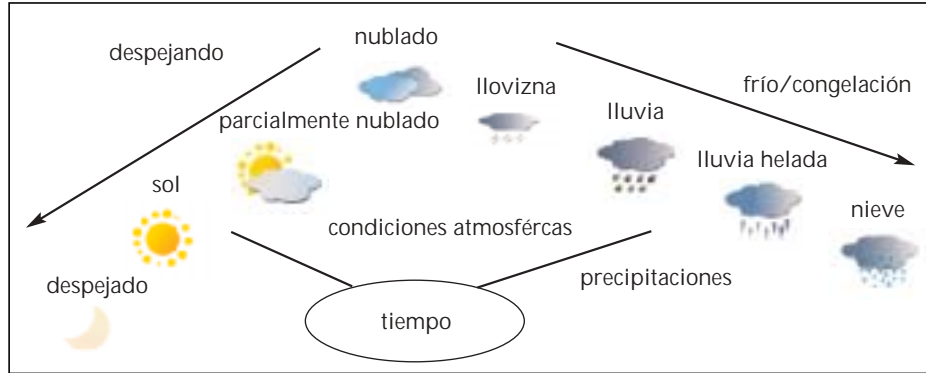 despejando
nublado
llovizna
frío/congelación
parcialmente nublado
lluvia
lluvia helada
sol
nieve
condiciones atmosfércas
precipitaciones
despejado
tiempo